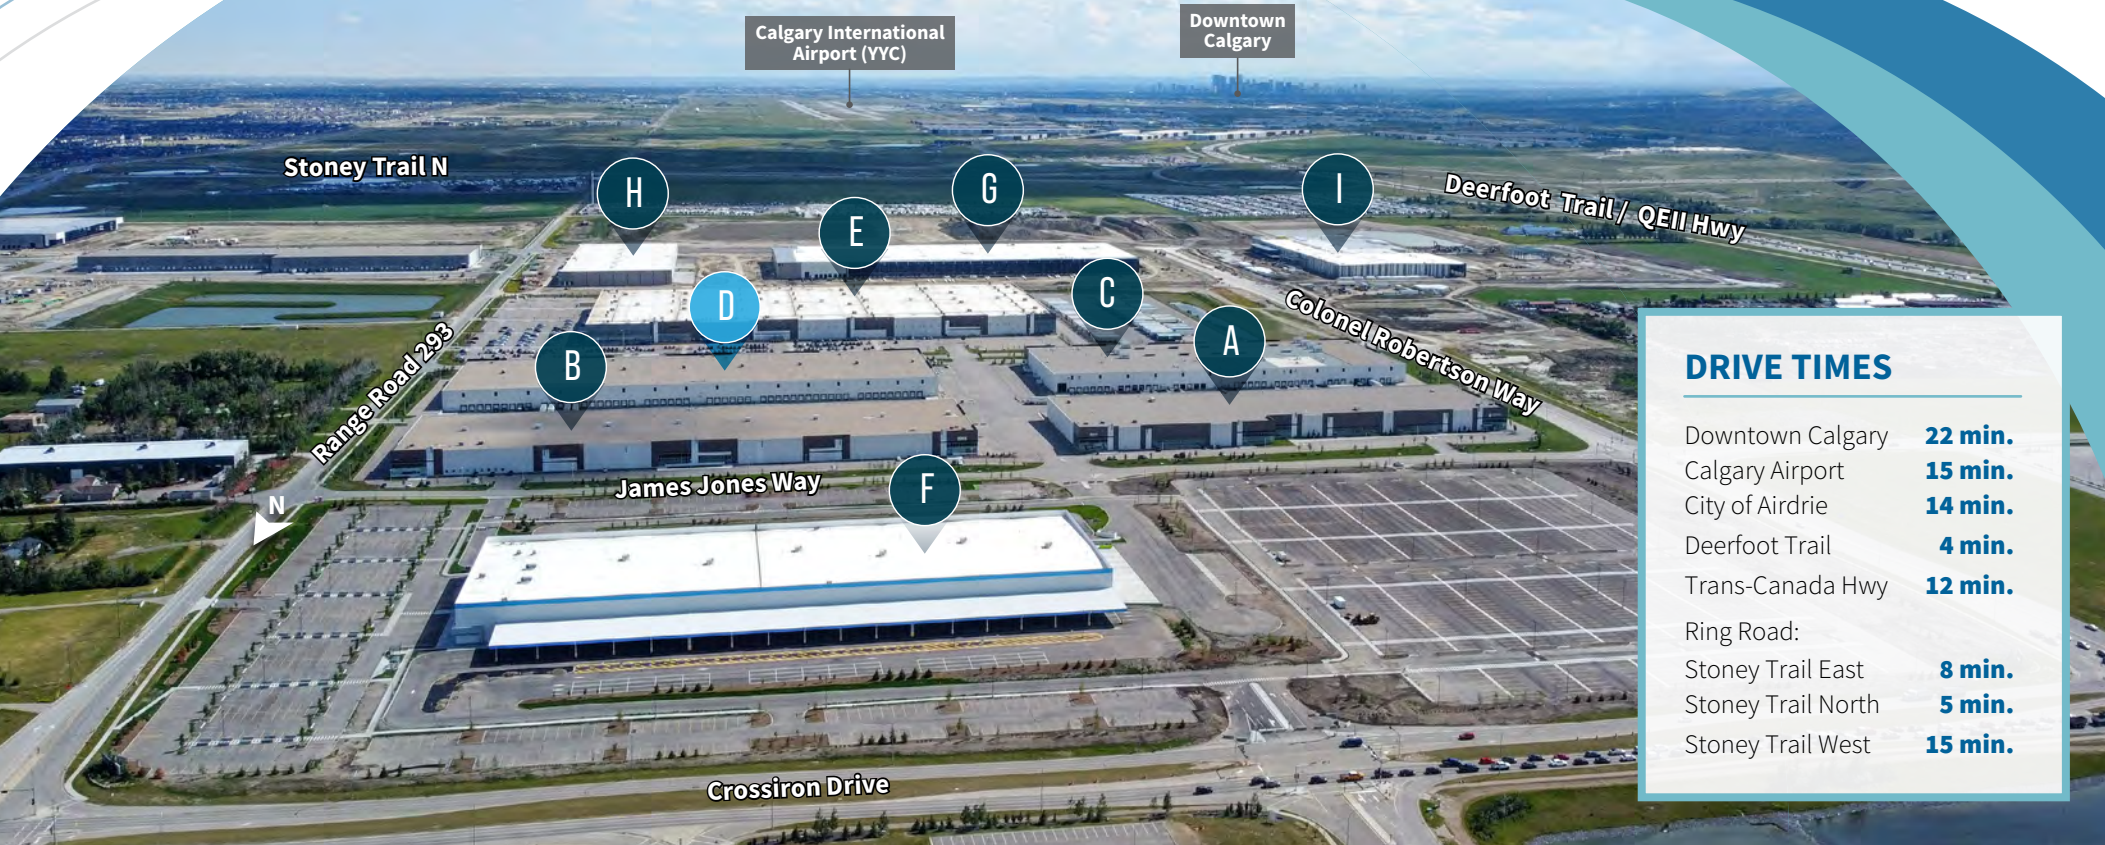 Calgary International
Airport (YYC)
Downtown
Calgary
Stoney Trail N
H
E
G
I
Deerfoot Trail / QEII Hwy
D
C
A
B
Colonel Robertson Way
Range Road 293
James Jones Way
F
N
Crossiron Drive
DRIVE TIMES
Downtown Calgary 22 min.
Calgary Airport 15 min.
City of Airdrie 14 min.
Deerfoot Trail 4 min.
Trans-Canada Hwy 12 min.
Ring Road:
Stoney Trail East 8 min.
Stoney Trail North 5 min.
Stoney Trail West 15 min.